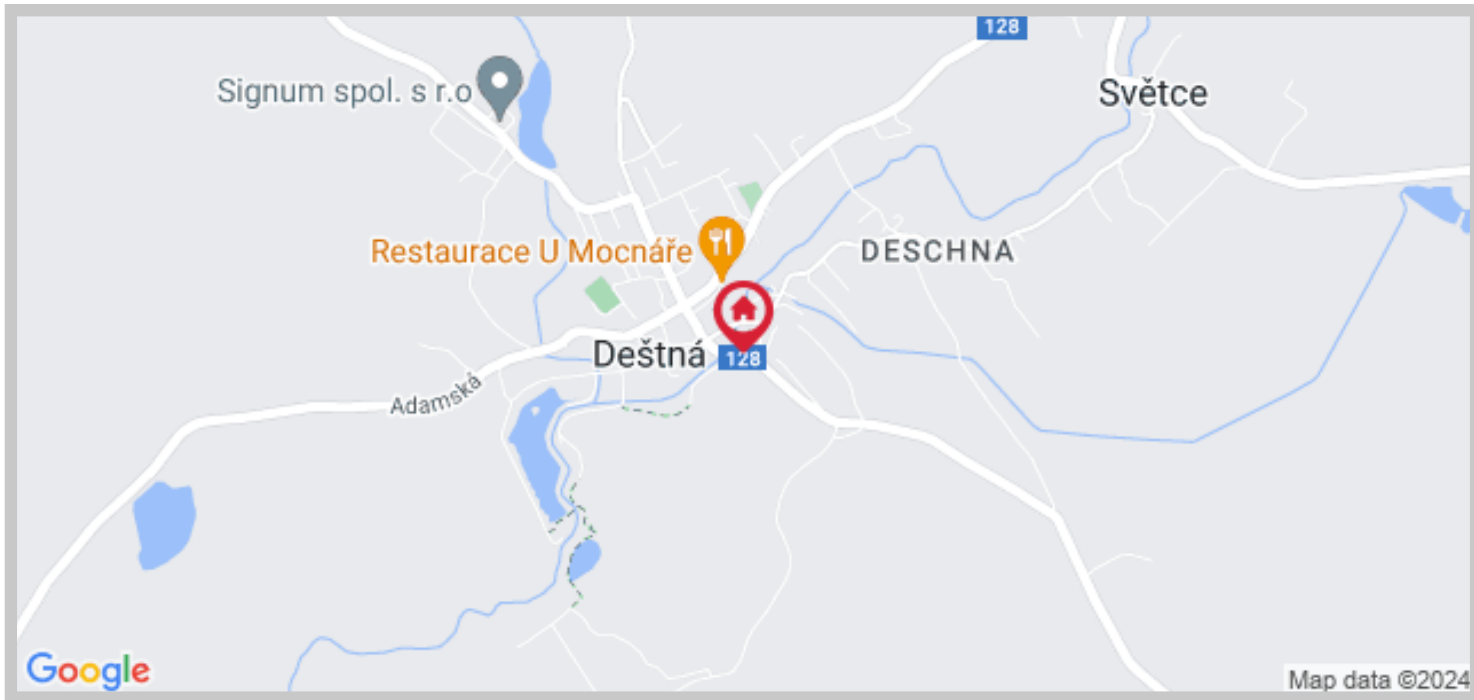 128
Signum spol. s r.o
Světce
Restaurace U Mocnáře
DESCHNA
Deštná
128
Adamská
Google
Map data ©2024